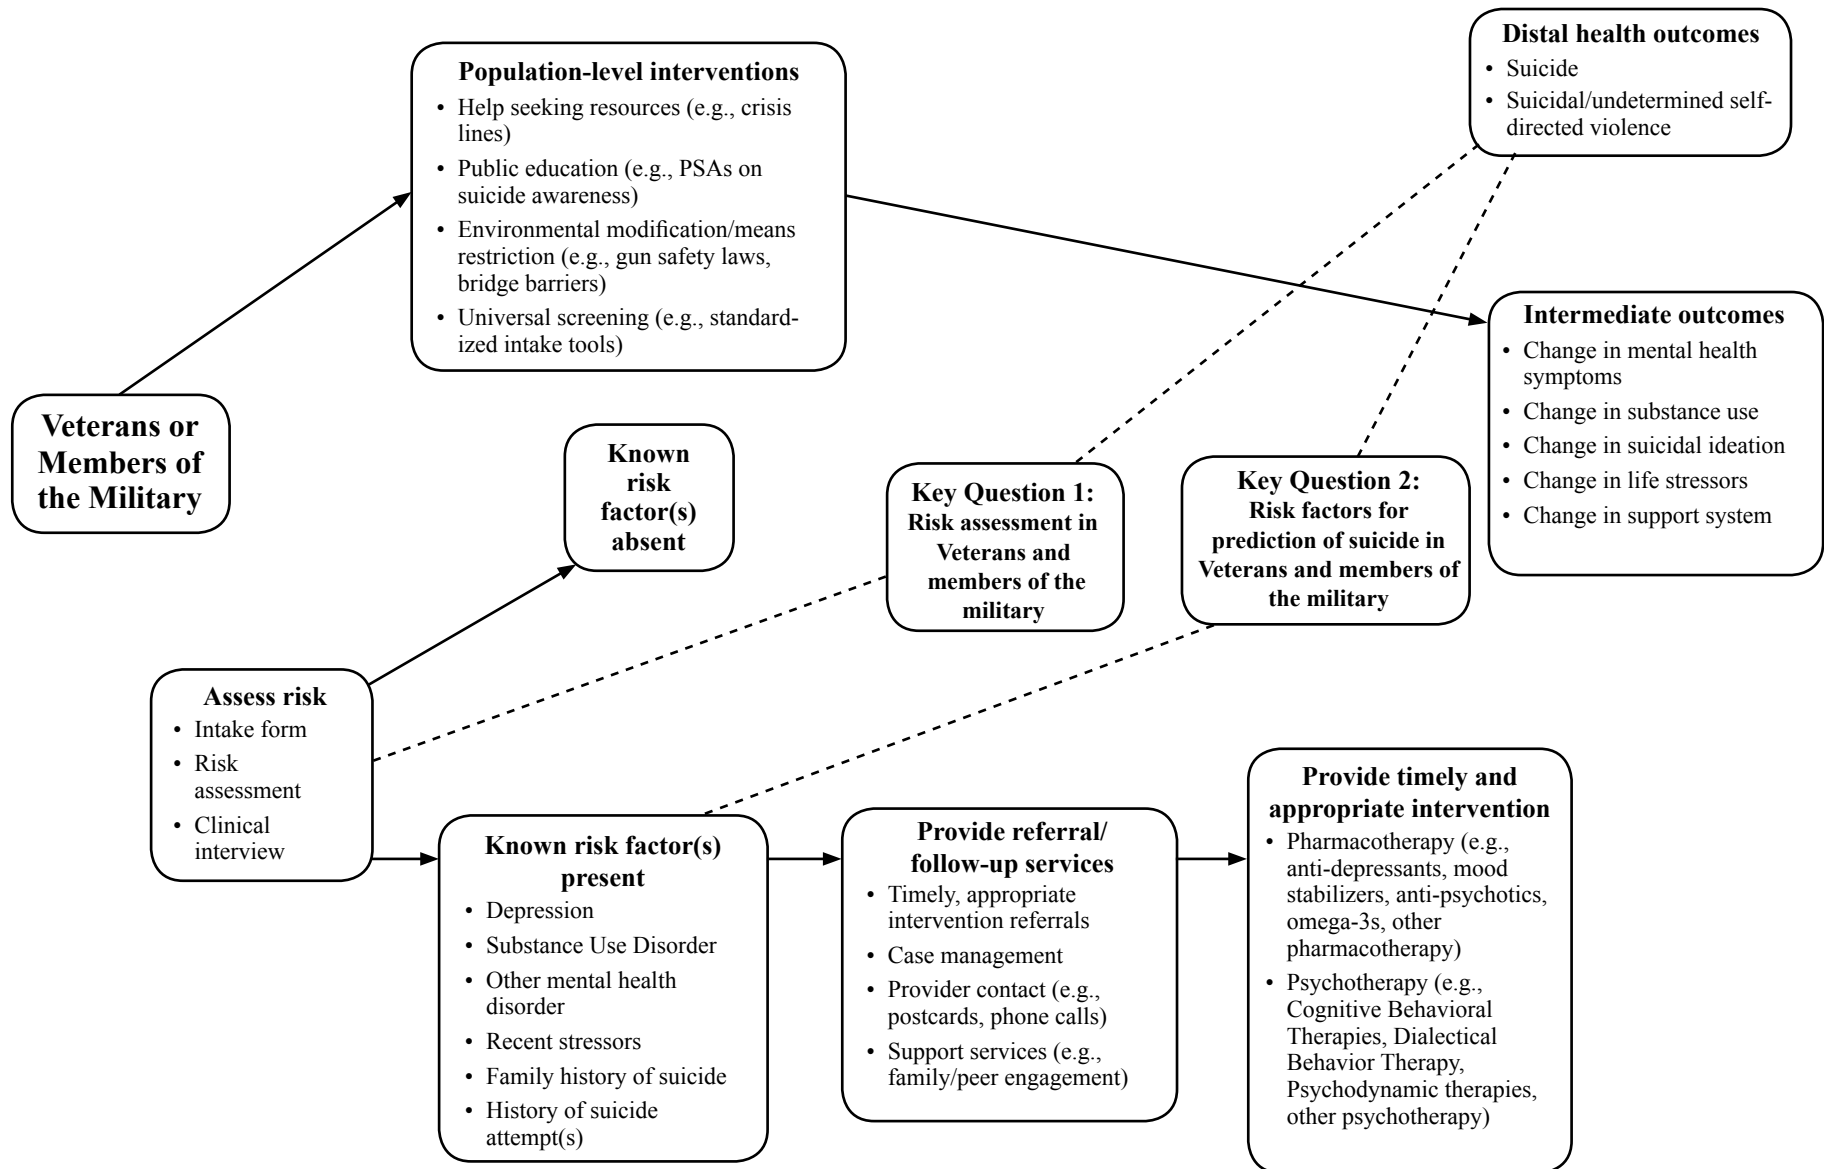 Distal health outcomes
• Suicide
• Suicidal/undetermined self-
directed violence
Population-level interventions
• Help seeking resources (e.g., crisis
lines)
• Public education (e.g., PSAs on
suicide awareness)
• Environmental modification/means
restriction (e.g., gun safety laws,
bridge barriers)
• Universal screening (e.g., standard-
ized intake tools)
Intermediate outcomes
• Change in mental health
symptoms
• Change in substance use
• Change in suicidal ideation
• Change in life stressors
• Change in support system
Veterans or
Members of
the Military
Known
risk
factor(s)
absent
Key Question 1:
Risk assessment in
Veterans and
members of the
military
Key Question 2:
Risk factors for
prediction of suicide in
Veterans and members of
the military
Assess risk
• Intake form
• Risk
assessment
• Clinical
interview
Known risk factor(s)
present
• Depression
• Substance Use Disorder
• Other mental health
disorder
• Recent stressors
• Family history of suicide
• History of suicide
attempt(s)
Provide referral/
follow-up services
• Timely, appropriate
intervention referrals
• Case management
• Provider contact (e.g.,
postcards, phone calls)
• Support services (e.g.,
family/peer engagement)
Provide timely and
appropriate intervention
• Pharmacotherapy (e.g.,
anti-depressants, mood
stabilizers, anti-psychotics,
omega-3s, other
pharmacotherapy)
• Psychotherapy (e.g.,
Cognitive Behavioral
Therapies, Dialectical
Behavior Therapy,
Psychodynamic therapies,
other psychotherapy)